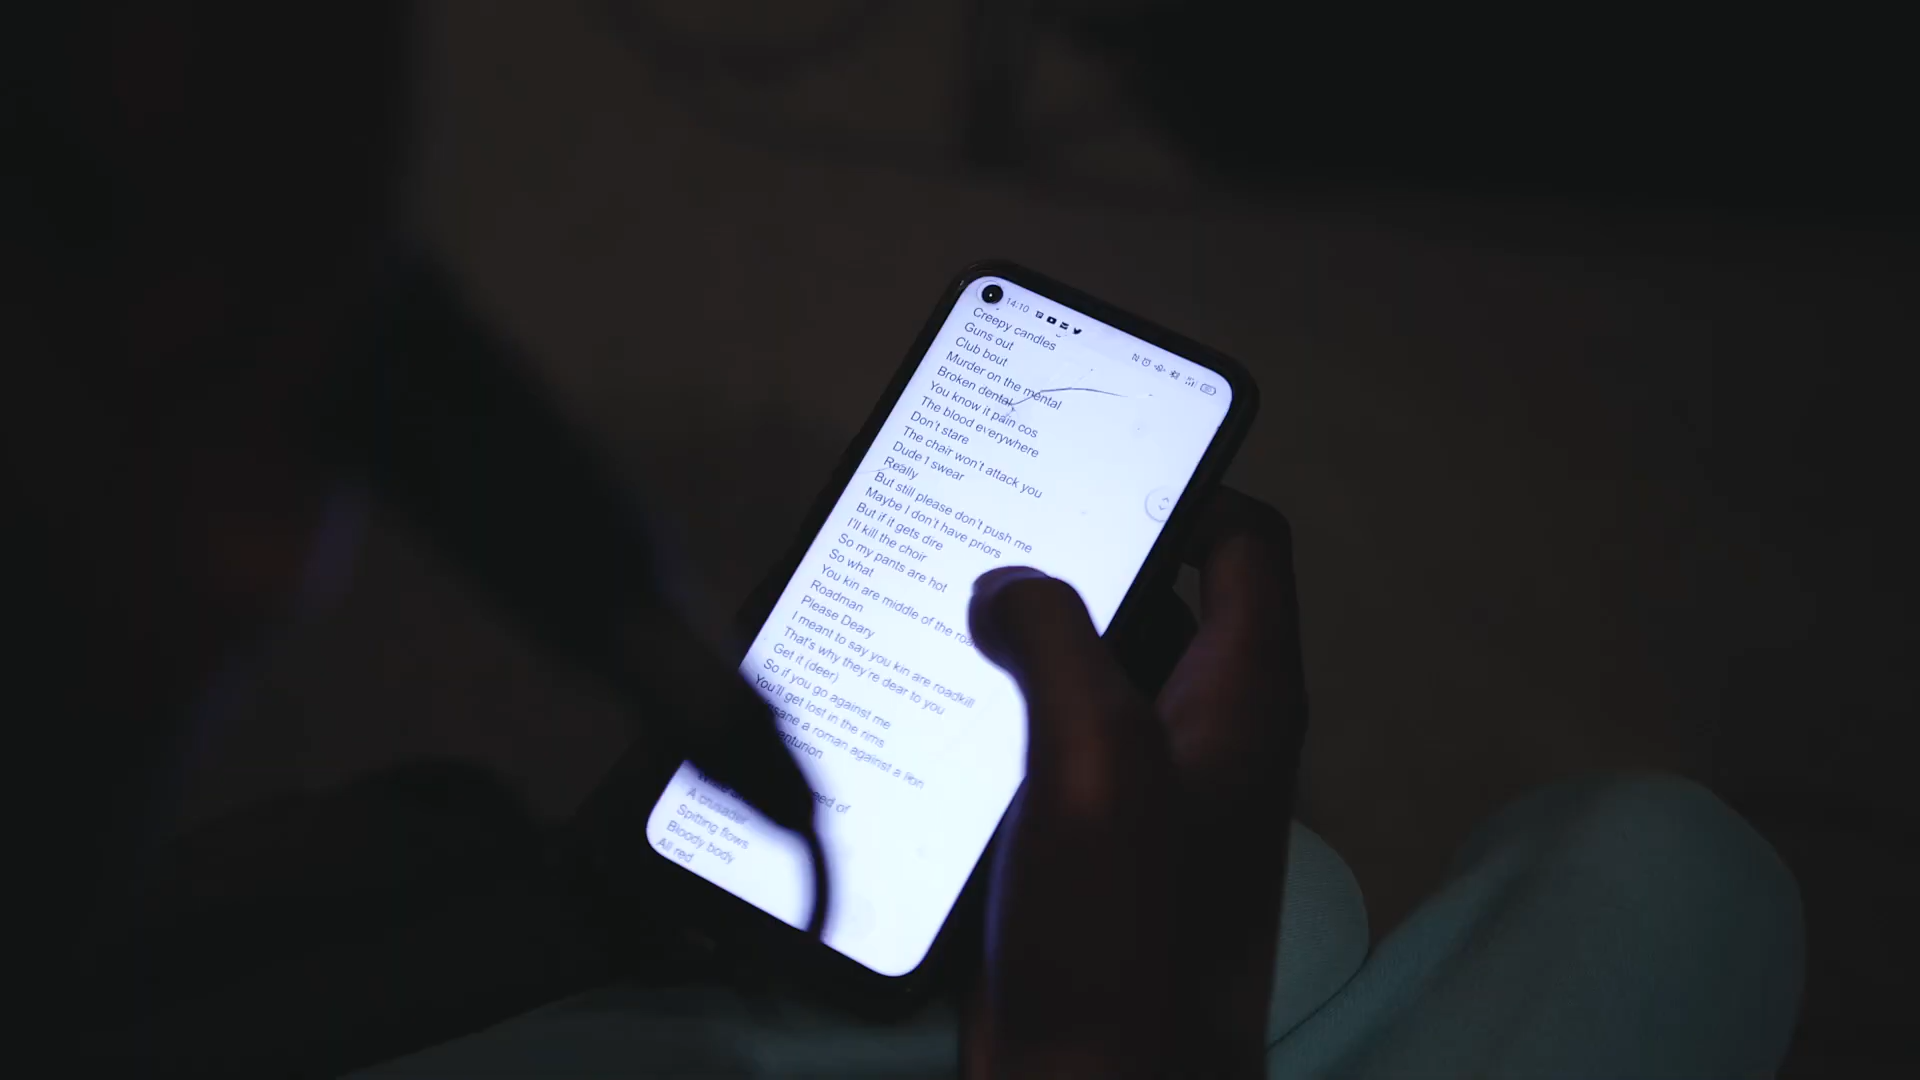 14:10
Creepy candles
Guns out
Club bout
Murder on the mental
Broken dental
You know it pain cos
The blood everywhere
Don't stare
The chair won't attack you
Dude I swear
Really
But still please don't push me
Maybe I don't have priors
But if it gets dire
I'll kill the choir
So my pants are hot
So what
You kin are middle of the
Roadman
Please Deary
I meant to say you kin are roadkill
That's why they're dear to you
Get it (deer)
So if you go against me
You'll get lost in the rims
a roman against a lion
of
A crusader
Spitting flows
Bloody body
All red